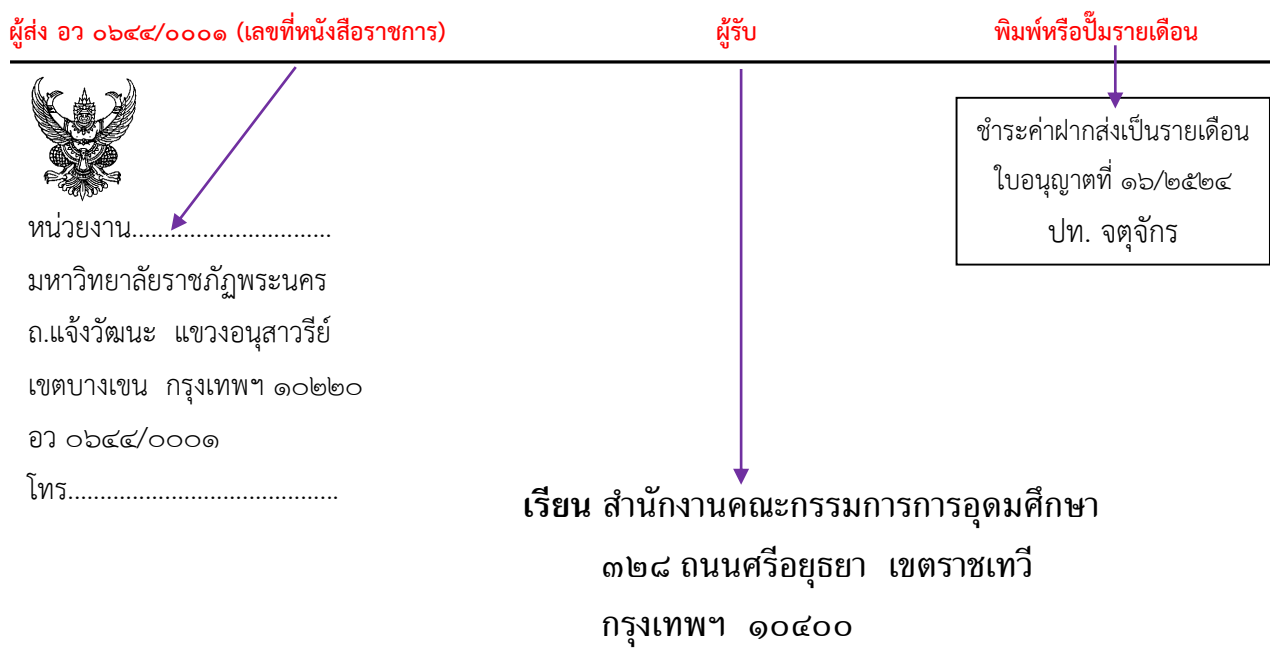 ผู้ส่ง อว ๐๖๔๔/๐๐๐๑ (เลขที่หนังสือราชการ)
ผู้รับ
พิมพ์หรือปั๊มรายเดือน
ชำระค่าฝากส่งเป็นรายเดือน
ใบอนุญาตที่ ๑๖/๒๕๒๔
ปท. จตุจักร
หน่วยงาน...............................
มหาวิทยาลัยราชภัฏพระนคร
ถ.แจ้งวัฒนะ แขวงอนุสาวรีย์
เขตบางเขน กรุงเทพฯ ๑๐๒๒๐
อว ๐๖๔๔/๐๐๐๑
โทร..........................................
เรียน สำนักงานคณะกรรมการการอุดมศึกษา
๓๒๘ ถนนศรีอยุธยา เขตราชเทวี
กรุงเทพฯ ๑๐๔๐๐